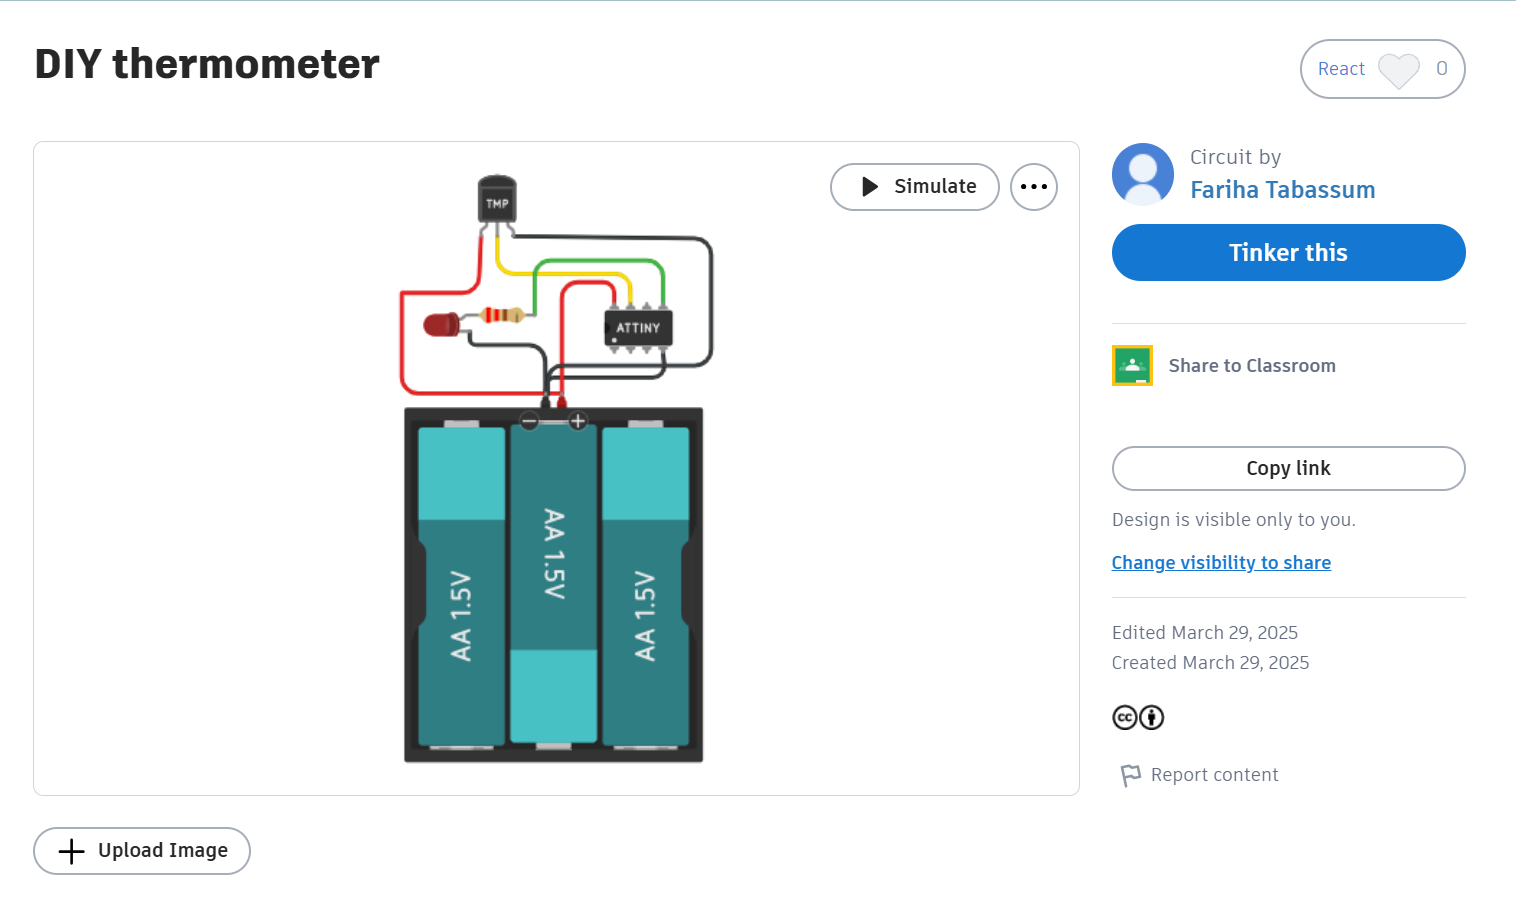 DIY thermometer
React 0
Simulate
TMP
ATTINY
AA 1.5V
AA 1.5V
AA 1.5V
Upload Image
Circuit by
Fariha Tabassum
Tinker this
Share to Classroom
Copy link
Design is visible only to you.
Change visibility to share
Edited March 29, 2025
Created March 29, 2025
cc
Report content